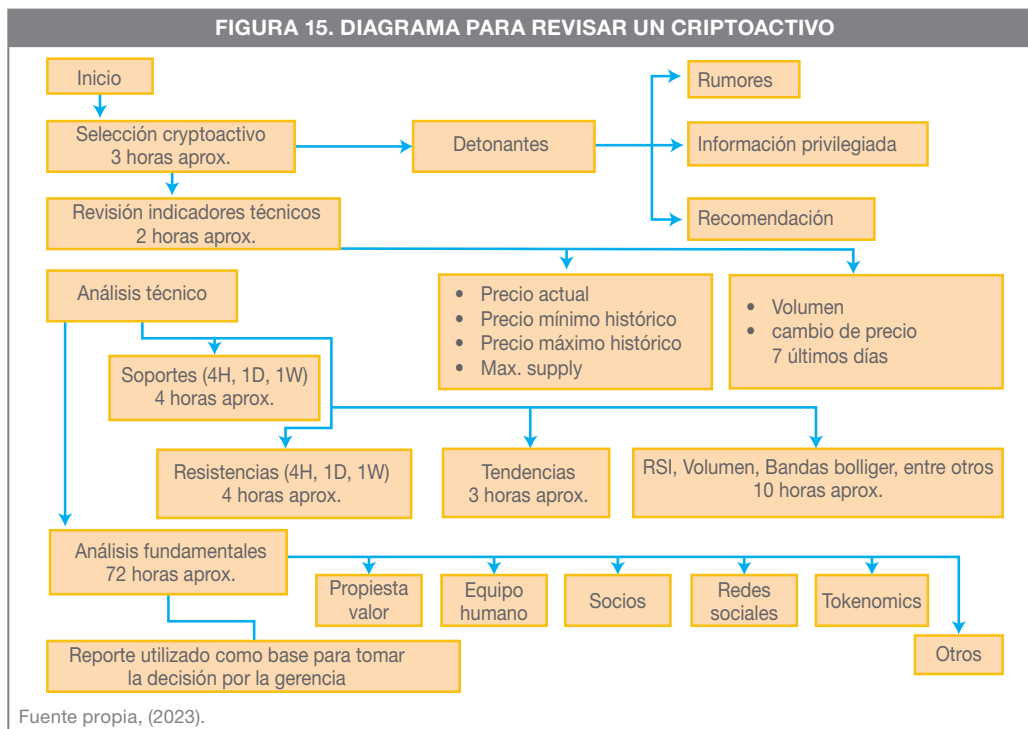 FIGURA 15. DIAGRAMA PARA REVISAR UN CRIPTOACTIVO
Inicio
Selección cryptoactivo
3 horas aprox.
Detonantes
Rumores
Información privilegiada
Recomendación
Revisión indicadores técnicos
2 horas aprox.
• Precio actual
• Precio mínimo histórico
• Precio máximo histórico
• Max. supply
• Volumen
• cambio de precio
7 últimos días
Análisis técnico
Soportes (4H, 1D, 1W)
4 horas aprox.
Resistencias (4H, 1D, 1W)
4 horas aprox.
Tendencias
3 horas aprox.
RSI, Volumen, Bandas bolliger, entre otros
10 horas aprox.
Análisis fundamentales
72 horas aprox.
Propiesta
valor
Equipo
humano
Socios
Redes
sociales
Tokenomics
Otros
Reporte utilizado como base para tomar
la decisión por la gerencia
Fuente propia, (2023).